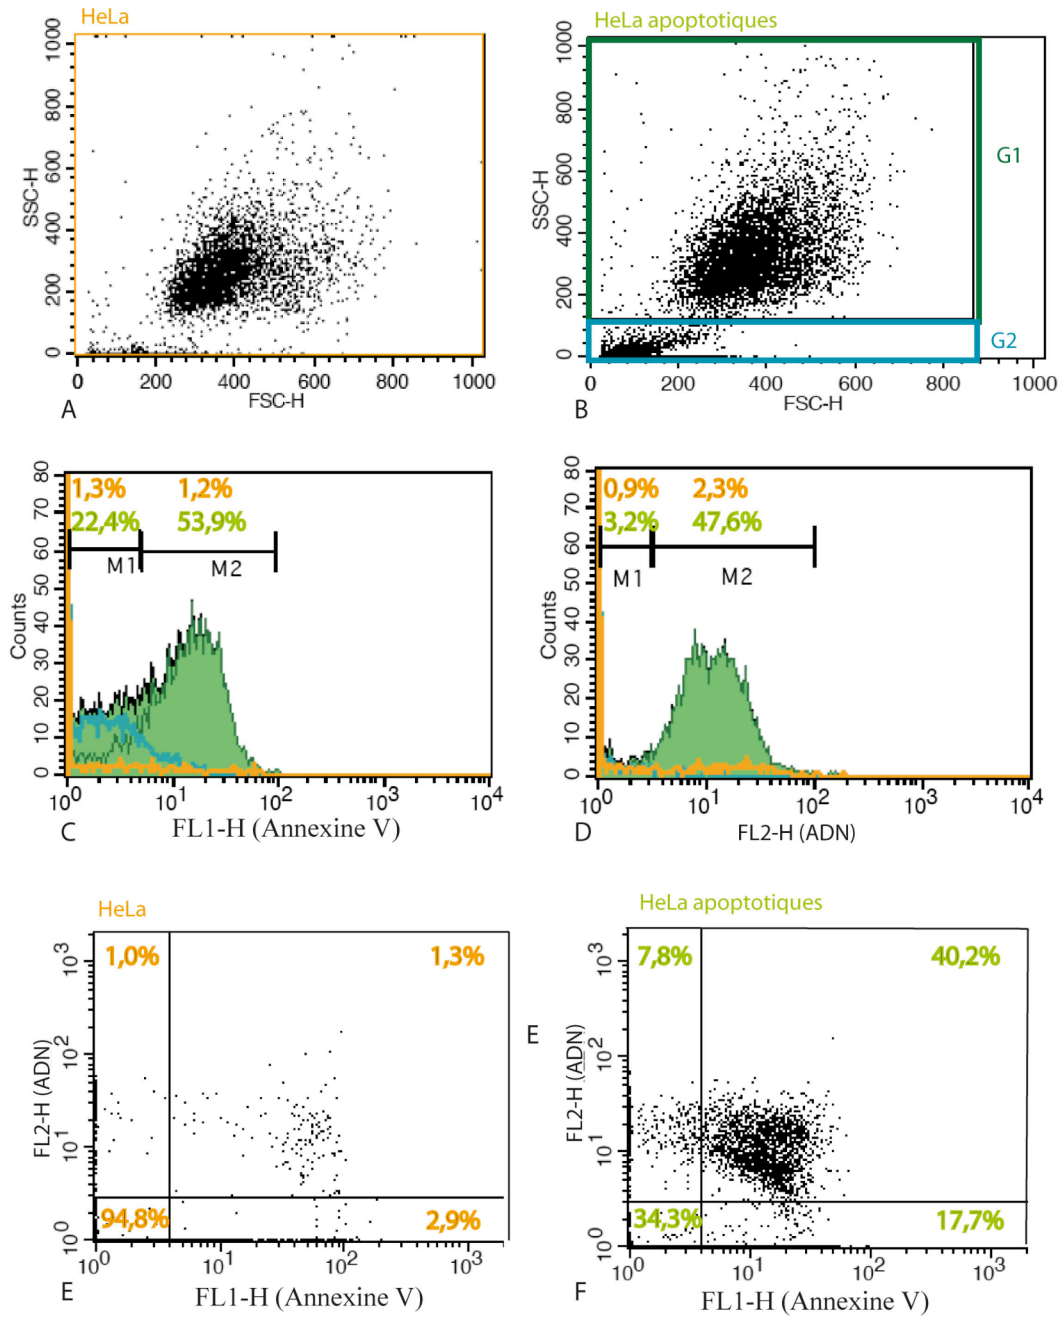 HeLa
HeLa apoptotiques
1000
800
600
400
200
0
SSC-H
0 200 400 600 800 1000
FSC-H
A
1000
800
600
400
200
0
SSC-H
G1
G2
0 200 400 600 800 1000
FSC-H
B
80
70
60
50
40
30
20
10
0
Counts
1,3% 1,2%
22,4% 53,9%
M1 M2
10^0 10^1 10^2 10^3 10^4
FL1-H (Annexine V)
C
80
70
60
50
40
30
20
10
0
Counts
0,9% 2,3%
3,2% 47,6%
M1 M2
10^0 10^1 10^2 10^3 10^4
FL2-H (ADN)
D
HeLa
10^3
10^2
10^1
10^0
FL2-H (ADN)
1,0% 1,3%
94,8% 2,9%
10^0 10^1 10^2 10^3
FL1-H (Annexine V)
E
E
HeLa apoptotiques
10^3
10^2
10^1
10^0
FL2-H (ADN)
7,8% 40,2%
34,3% 17,7%
10^0 10^1 10^2 10^3
FL1-H (Annexine V)
F